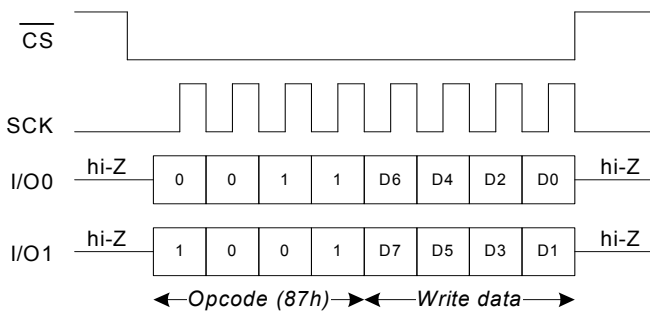 CS
SCK
I/O0 hi-Z 0 0 1 1 D6 D4 D2 D0 hi-Z
I/O1 hi-Z 1 0 0 1 D7 D5 D3 D1 hi-Z
Opcode (87h) Write data